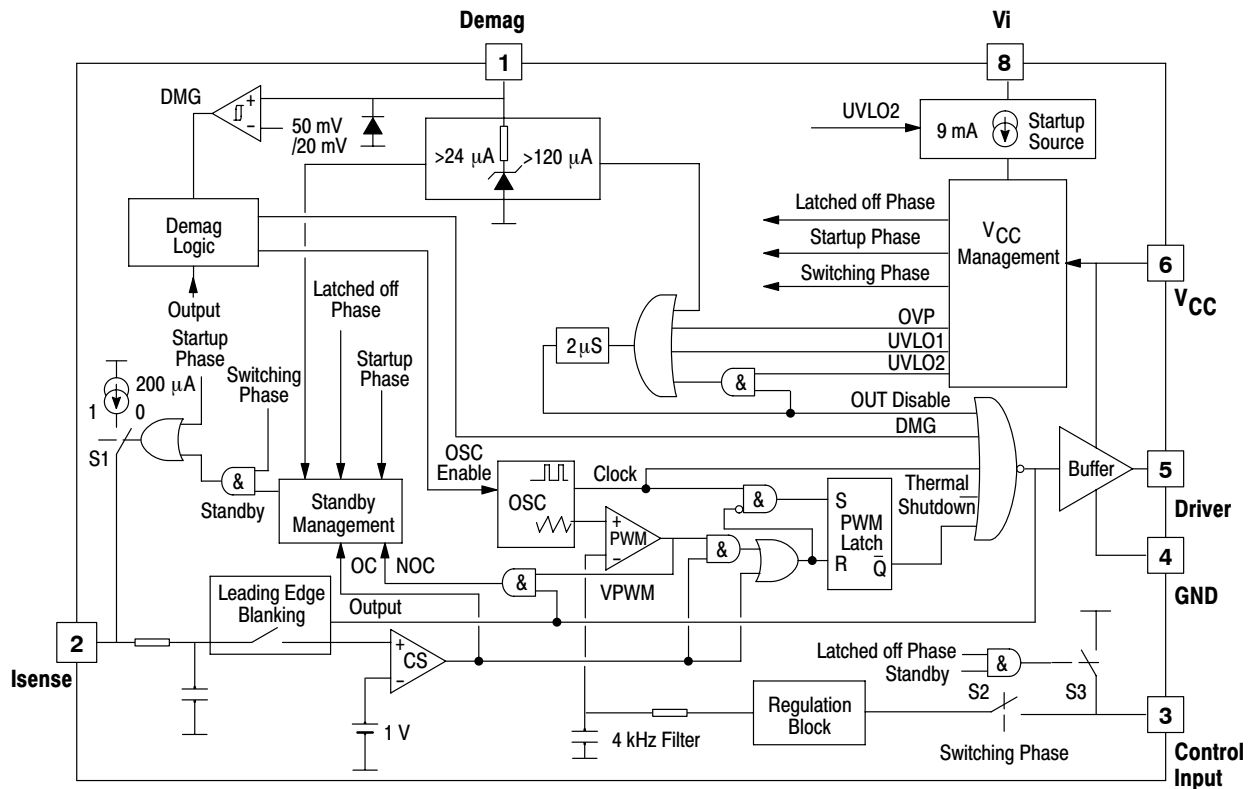 Demag
Vi
1
8
DMG
+
−
50 mV
/20 mV
UVLO2
9 mA
Startup
Source
>24 µA
>120 µA
Demag
Logic
Latched off Phase
Startup Phase
Switching Phase
VCC
Management
6
VCC
Output
Latched off
Phase
Startup
Phase
Switching
Phase
Startup
Phase
200 µA
1
0
S1
2 µS
OVP
UVLO1
UVLO2
&
OUT Disable
DMG
OSC
Enable
Clock
OSC
&
Standby
Standby
Management
OC
NOC
+
PWM
−
VPWM
&
&
&
S
PWM
Latch
R
Q̅
Thermal
Shutdown
Buffer
5
Driver
4
GND
Leading Edge
Blanking
Output
2
Isense
+
CS
−
1 V
4 kHz Filter
Regulation
Block
Latched off Phase
Standby
&
S2
S3
Switching Phase
3
Control
Input